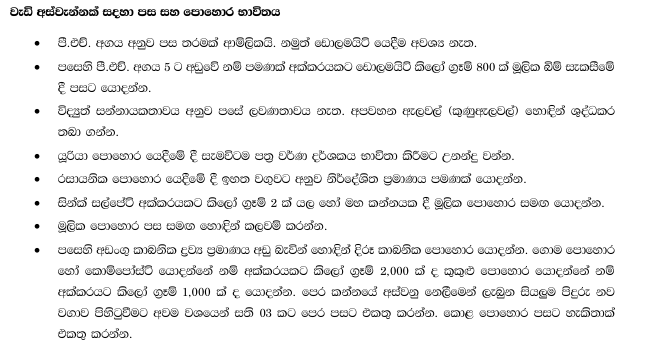 වැඩි අස්වැන්නක් සදහා පස සහ පොහොර භාවිතය
• පී.එච්. අගය අනුව පස තරමක් ආම්ලිකයි. නමුත් ඩොලමයිට් යෙදීම අවශ්‍ය නැත.
• පසෙහි පී.එච්. අගය 5 ට අඩුවේ නම් පමණක් අක්කරයකට ඩොලමයිට් කිලෝ ග්‍රෑම් 800 ක් මූලික බිම් සැකසීමේ
දී පසට යොදන්න.
• විද්‍යුත් සන්නායකතාවය අනුව පසේ ලවණතාවය නැත. අපවහන ඇලවල් (කුණුඇලවල්) හොඳින් ශුද්ධකර
තබා ගන්න.
• යූරියා පොහොර යෙදීමේ දී සැමවිටම පත්‍ර වර්ණ දර්ශකය භාවිතා කිරීමට උනන්දු වන්න.
• රසායනික පොහොර යෙදීමේ දී ඉහත වගුවට අනුව නිර්දේශිත ප්‍රමාණය පමණක් යොදන්න.
• සින්ක් සල්පේට් අක්කරයකට කිලෝ ග්‍රෑම් 2 ක් යල හෝ මහ කන්නයක දී මූලික පොහොර සමඟ යොදන්න.
• මූලික පොහොර පස සමඟ හොඳින් කලවම් කරන්න.
• පසෙහි අඩංගු කාබනික ද්‍රව්‍ය ප්‍රමාණය අඩු බැවින් හොඳින් දිරූ කාබනික පොහොර යොදන්න. ගොම පොහොර
හෝ කොම්පෝස්ට් යොදන්නේ නම් අක්කරයකට කිලෝ ග්‍රෑම් 2,000 ක් ද කුකුළු පොහොර යොදන්නේ නම්
අක්කරයට කිලෝ ග්‍රෑම් 1,000 ක් ද යොදන්න. පෙර කන්නයේ අස්වනු නෙලීමෙන් ලැබුන සියලුම පිදුරු නව
වගාව පිහිටුවීමට අවම වශයෙන් සති 03 කට පෙර පසට එකතු කරන්න. කොළ පොහොර පසට හැකිතාක්
එකතු කරන්න.